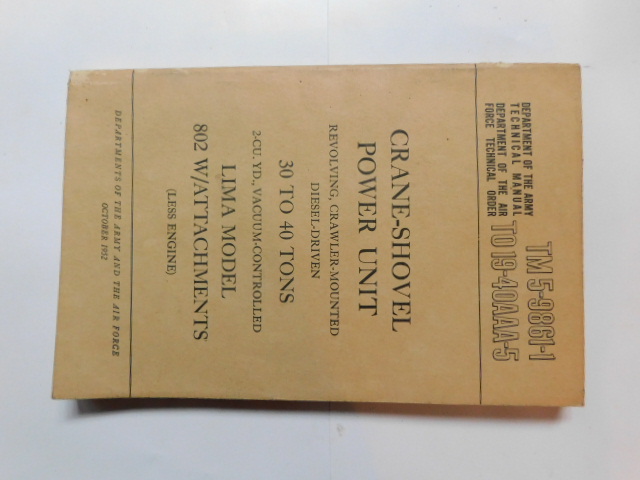 DEPARTMENT OF THE ARMY
TECHNICAL MANUAL
DEPARTMENT OF THE AIR
FORCE TECHNICAL ORDER
TM 5-9861-1
TO 19-40AAA-5
CRANE-SHOVEL
POWER UNIT
REVOLVING, CRAWLER-MOUNTED
DIESEL-DRIVEN
30 TO 40 TONS
2-CU. YD., VACUUM-CONTROLLED
LIMA MODEL
802 W/ATTACHMENTS
(LESS ENGINE)
DEPARTMENTS OF THE ARMY AND THE AIR FORCE
OCTOBER 1952